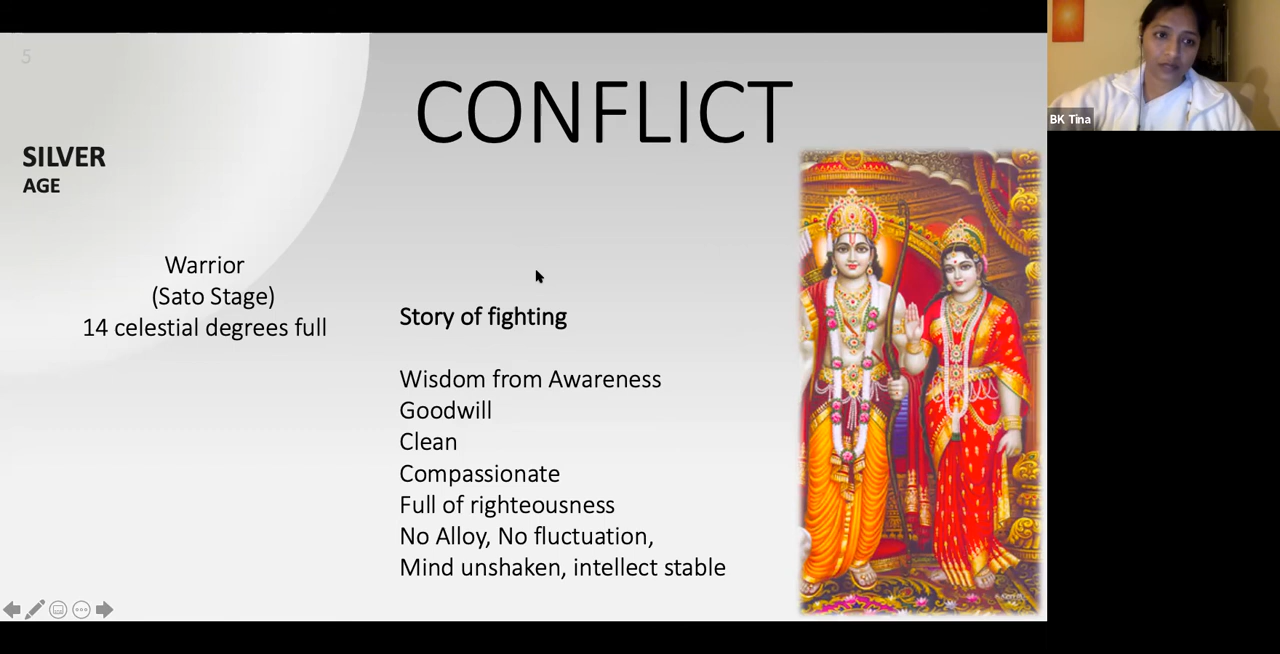 5
CONFLICT
SILVER
AGE
Warrior
(Sato Stage)
14 celestial degrees full
Story of fighting
Wisdom from Awareness
Goodwill
Clean
Compassionate
Full of righteousness
No Alloy, No fluctuation,
Mind unshaken, intellect stable
BK Tina